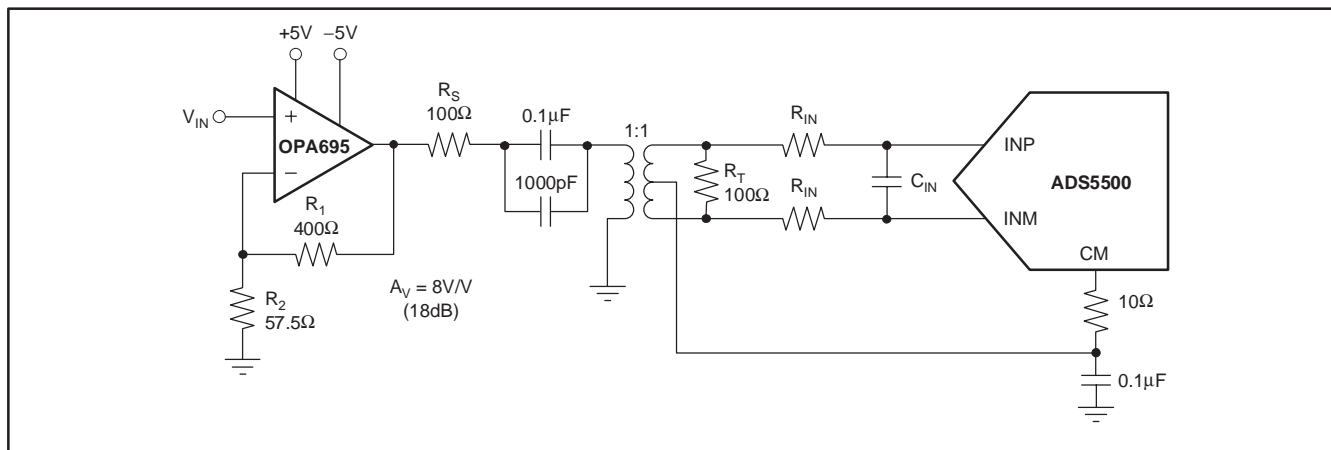 +5V
−5V
V_IN
+
−
OPA695
R_S
100Ω
0.1μF
1000pF
1:1
R_1
400Ω
R_2
57.5Ω
A_V = 8V/V
(18dB)
R_T
100Ω
R_IN
R_IN
C_IN
INP
INM
ADS5500
CM
10Ω
0.1μF